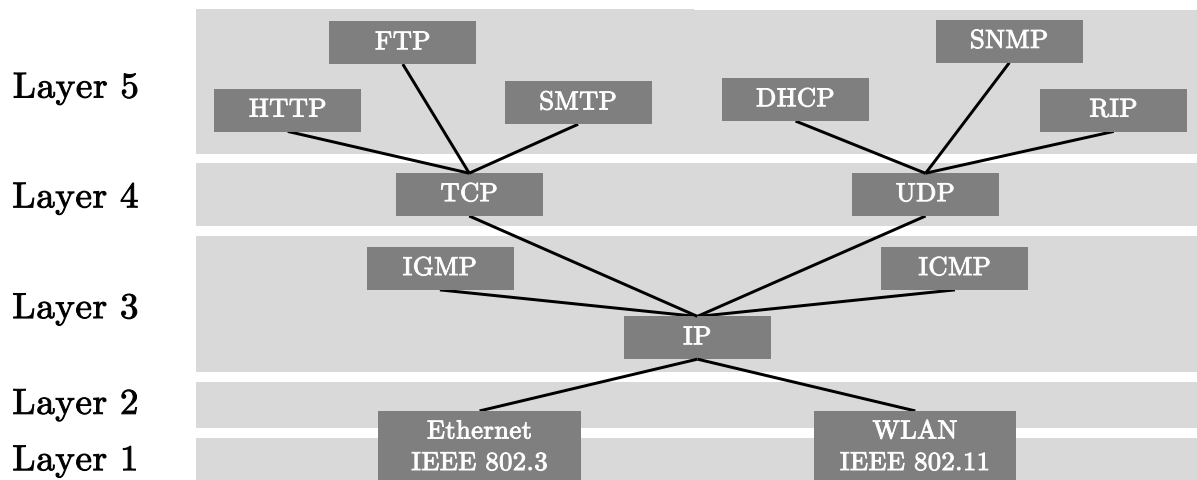 Layer 5
FTP
SNMP
HTTP
SMTP
DHCP
RIP
Layer 4
TCP
UDP
Layer 3
IGMP
ICMP
IP
Layer 2
Layer 1
Ethernet
IEEE 802.3
WLAN
IEEE 802.11